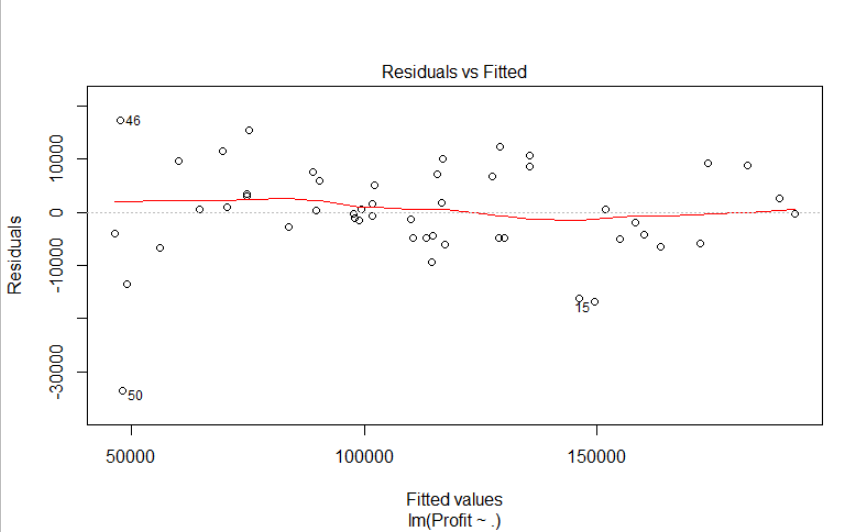 Residuals vs Fitted
Residuals
10000
0
-10000
-30000
46
15
50
50000 100000 150000
Fitted values
lm(Profit ~ .)